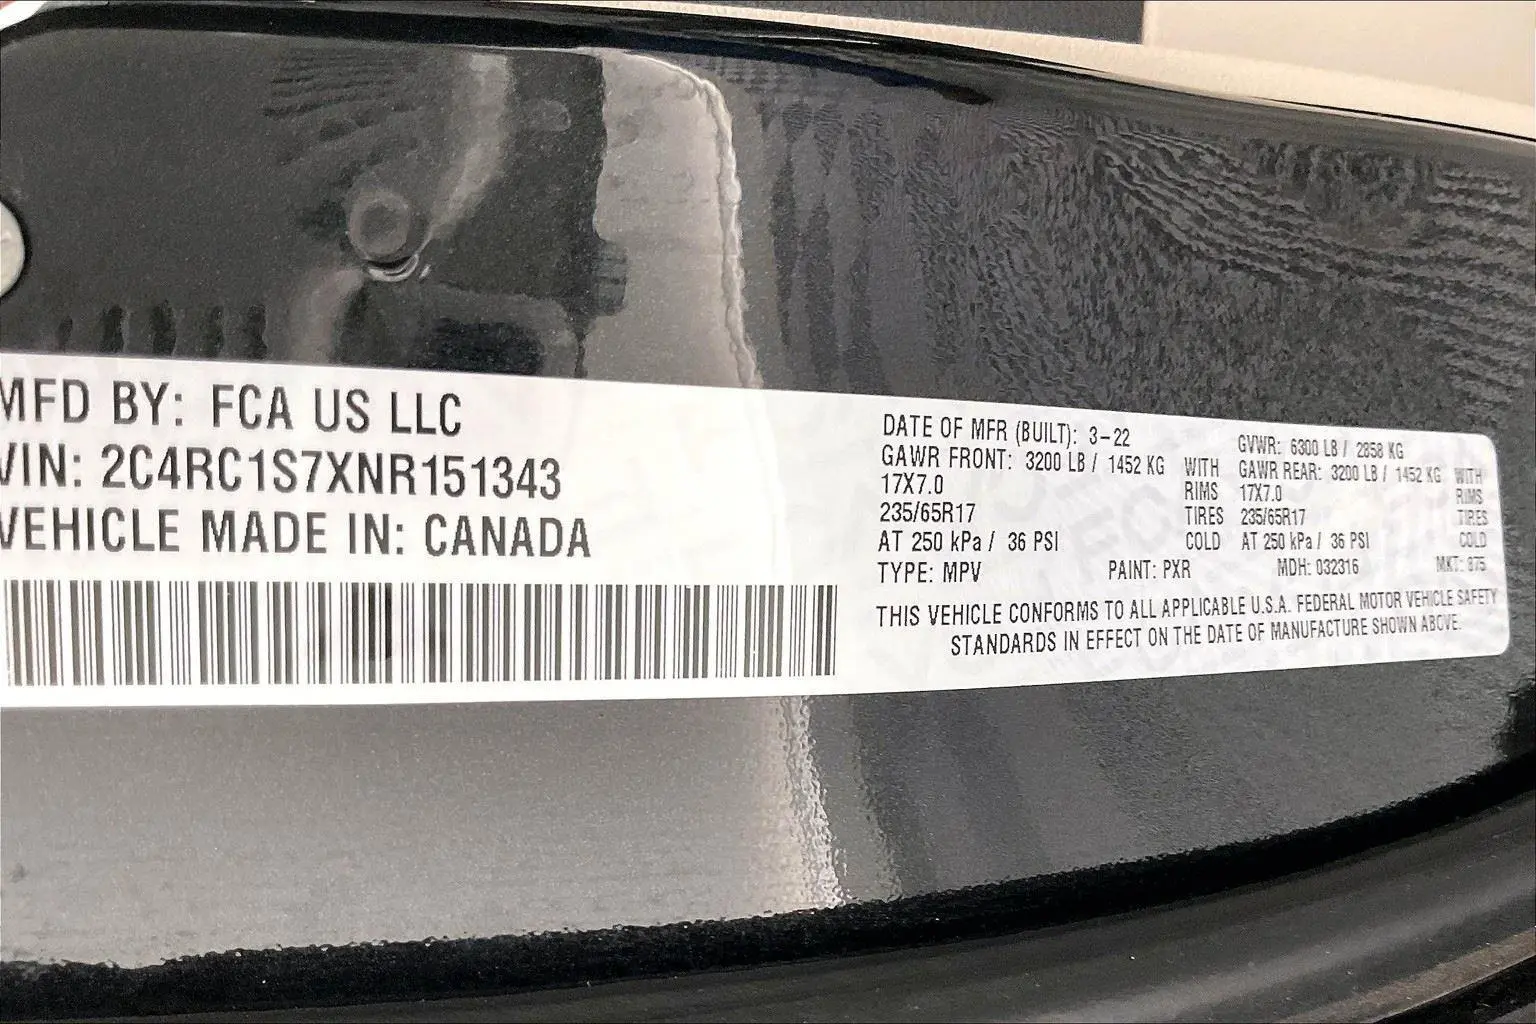 MFD BY: FCA US LLC
VIN: 2C4RC1S7XNR151343
VEHICLE MADE IN: CANADA
DATE OF MFR (BUILT): 3-22 GVWR: 6300 LB / 2858 KG
GAWR FRONT: 3200 LB / 1452 KG WITH GAWR REAR: 3200 LB / 1452 KG WITH
17X7.0 RIMS 17X7.0 RIMS
235/65R17 TIRES 235/65R17 TIRES
AT 250 kPa / 36 PSI COLD AT 250 kPa / 36 PSI COLD
TYPE: MPV PAINT: PXR MDH: 032316 MKT: 875
THIS VEHICLE CONFORMS TO ALL APPLICABLE U.S.A. FEDERAL MOTOR VEHICLE SAFETY
STANDARDS IN EFFECT ON THE DATE OF MANUFACTURE SHOWN ABOVE.